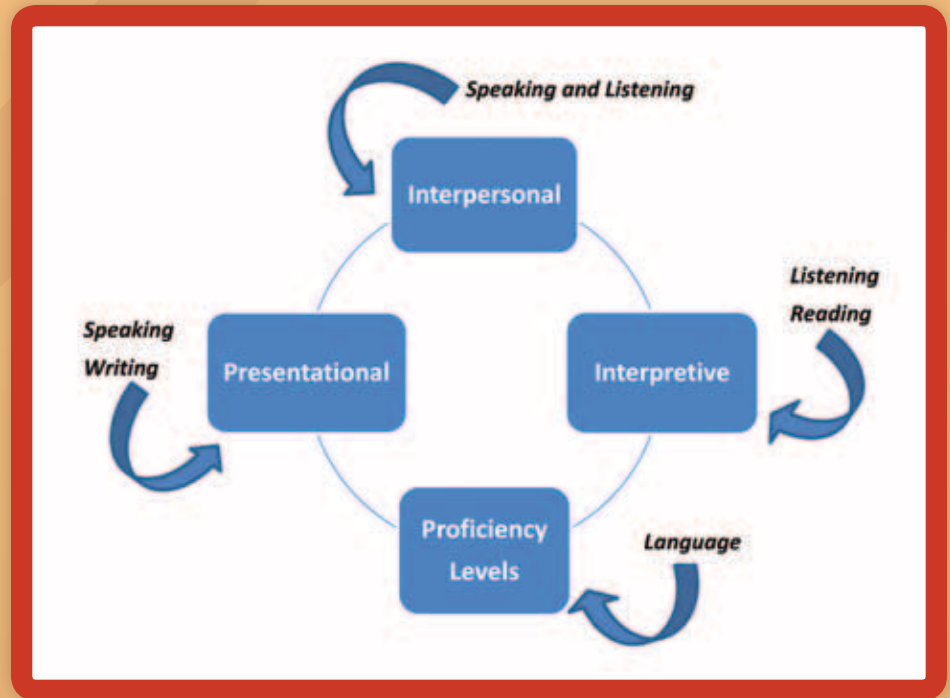 Speaking and Listening
Interpersonal
Listening
Reading
Speaking
Writing
Presentational
Interpretive
Proficiency
Levels
Language